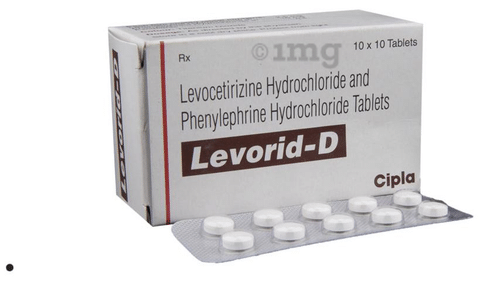 ©1mg
Rx
10 x 10 Tablets
Levocetirizine Hydrochloride and
Phenylephrine Hydrochloride Tablets
Levorid-D
Cipla
Levorid-D